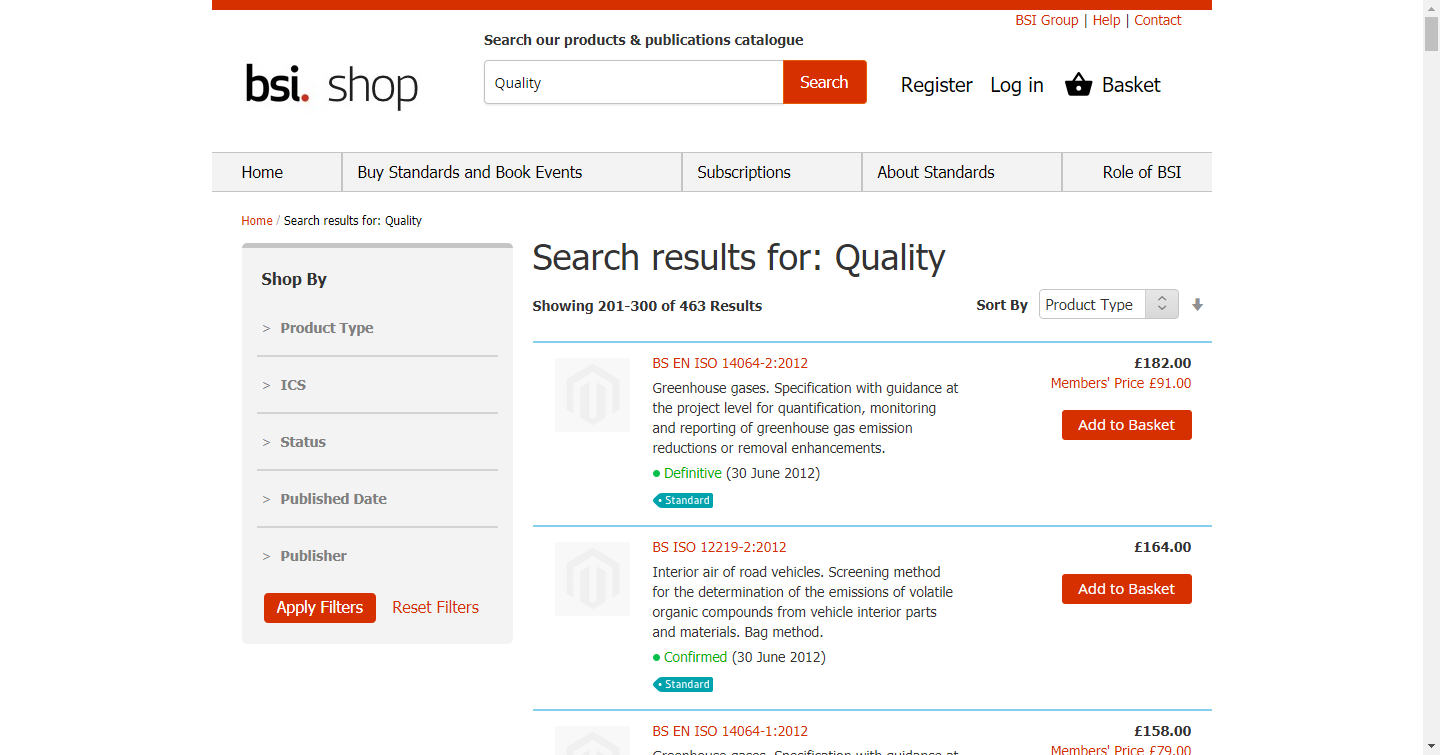 BSI Group | Help | Contact
Search our products & publications catalogue
bsi. shop
Quality
Search
Register
Log in
Basket
Home
Buy Standards and Book Events
Subscriptions
About Standards
Role of BSI
Home / Search results for: Quality
Shop By
> Product Type
> ICS
> Status
> Published Date
> Publisher
Apply Filters
Reset Filters
Search results for: Quality
Showing 201-300 of 463 Results
Sort By
Product Type
BS EN ISO 14064-2:2012
Greenhouse gases. Specification with guidance at
the project level for quantification, monitoring
and reporting of greenhouse gas emission
reductions or removal enhancements.
Definitive (30 June 2012)
Standard
£182.00
Members' Price £91.00
Add to Basket
BS ISO 12219-2:2012
Interior air of road vehicles. Screening method
for the determination of the emissions of volatile
organic compounds from vehicle interior parts
and materials. Bag method.
Confirmed (30 June 2012)
Standard
£164.00
Add to Basket
BS EN ISO 14064-1:2012
Greenhouse gases. Specification with guidance at
£158.00
Members' Price £79.00